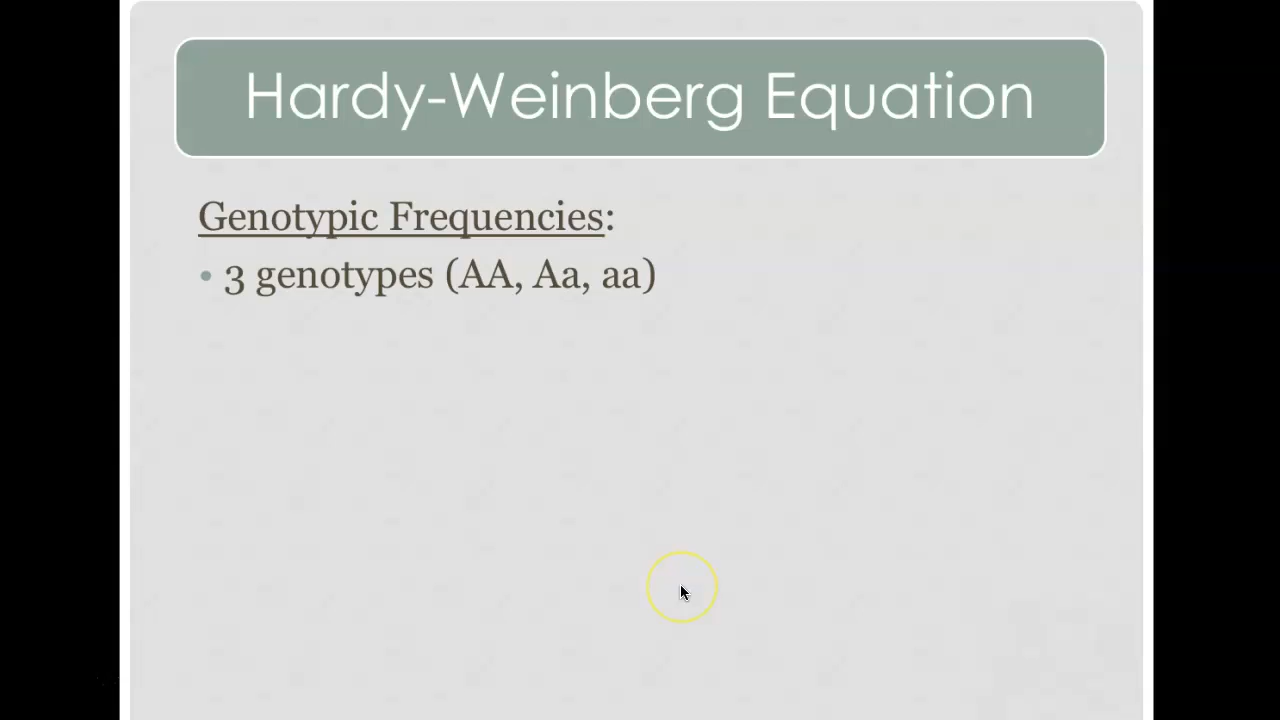 Hardy-Weinberg Equation
Genotypic Frequencies:
• 3 genotypes (AA, Aa, aa)